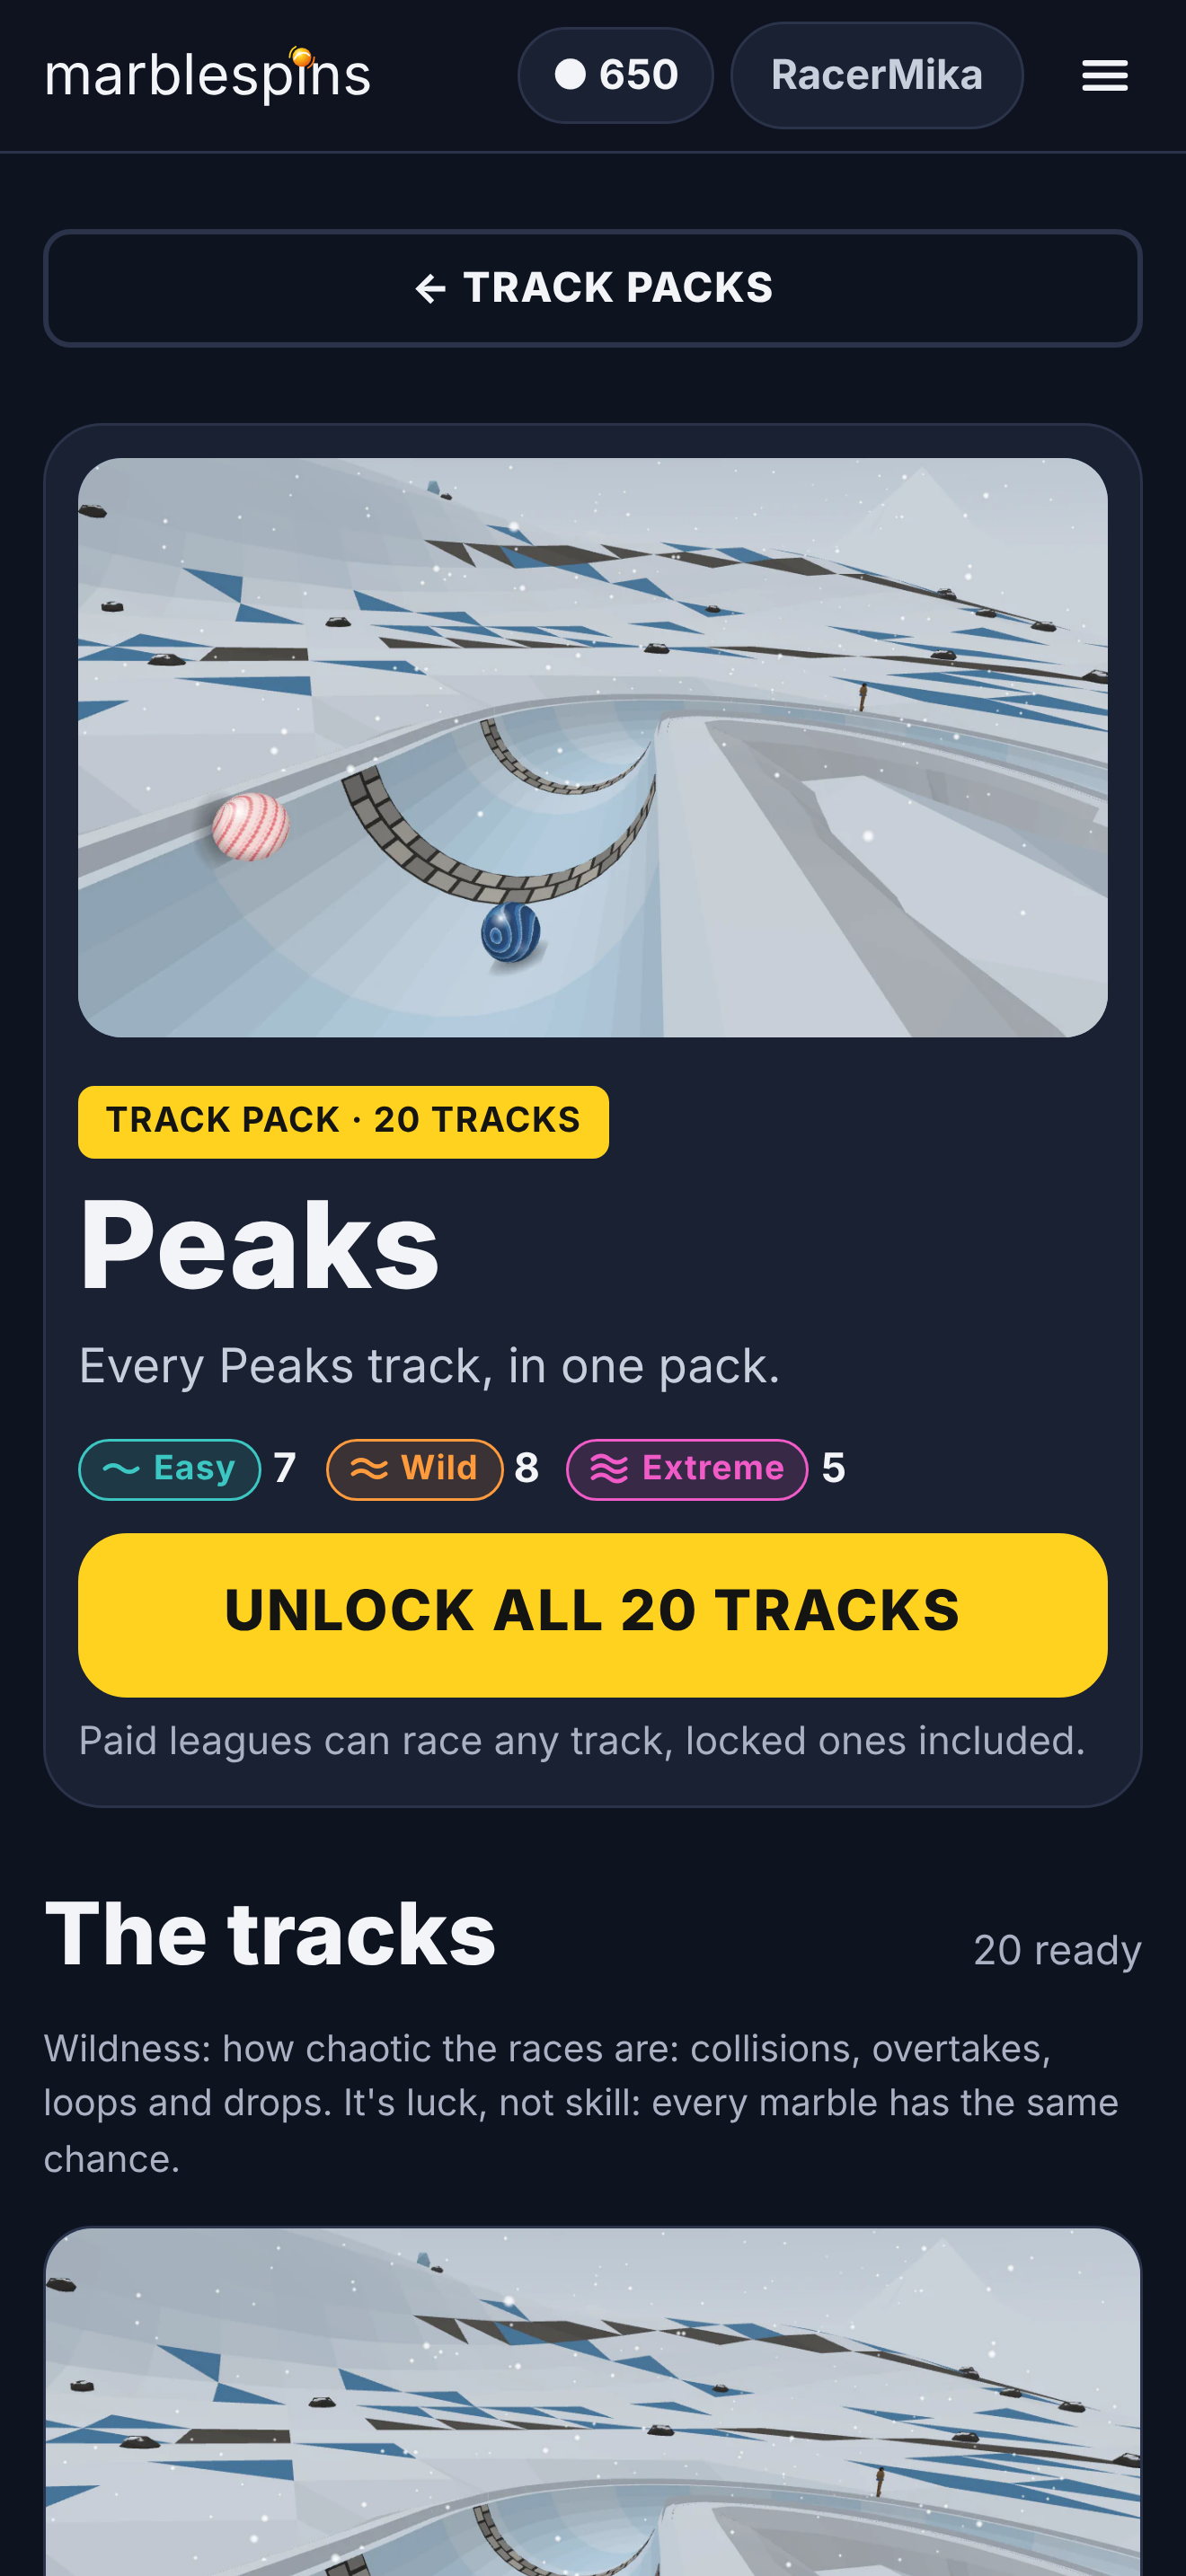 marblespins
650
RacerMika
← TRACK PACKS
TRACK PACK · 20 TRACKS
Peaks
Every Peaks track, in one pack.
Easy 7 Wild 8 Extreme 5
UNLOCK ALL 20 TRACKS
Paid leagues can race any track, locked ones included.
The tracks
20 ready
Wildness: how chaotic the races are: collisions, overtakes,
loops and drops. It's luck, not skill: every marble has the same
chance.